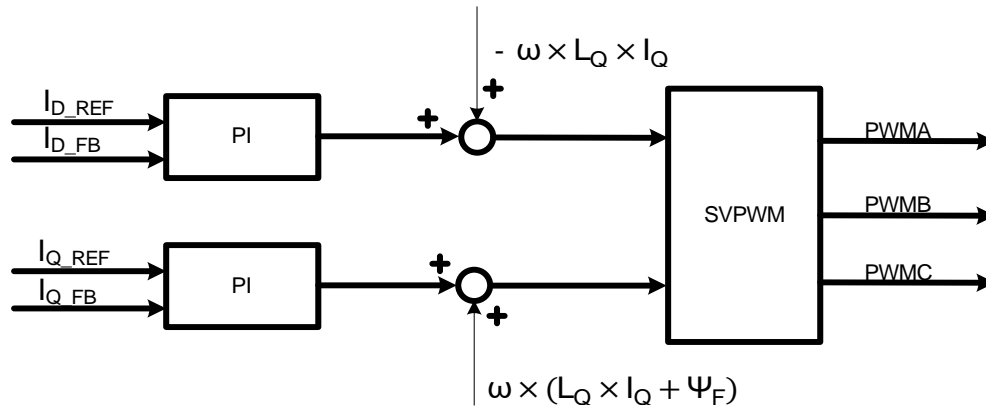 - ω × L_Q × I_Q
+
I_D_REF
+
PI
PWMA
I_D_FB
SVPWM
PWMB
I_Q_REF
+
PI
PWMC
I_Q_FB
+
ω × (L_Q × I_Q + Ψ_F)